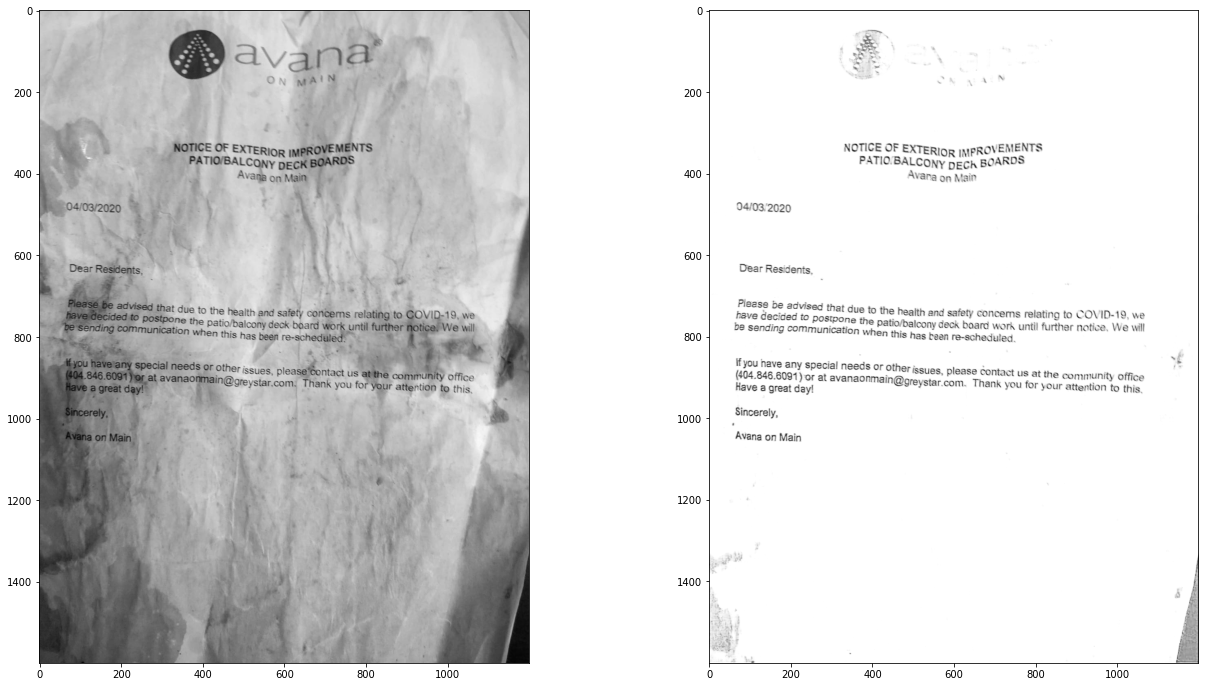 avana
ON MAIN
NOTICE OF EXTERIOR IMPROVEMENTS
PATIO/BALCONY DECK BOARDS
Avana on Main
04/03/2020
Dear Residents,
Please be advised that due to the health and safety concerns relating to COVID-19, we
have decided to postpone the patio/balcony deck board work until further notice. We will
be sending communication when this has been re-scheduled.
If you have any special needs or other issues, please contact us at the community office
(404.846.6091) or at avanaonmain@greystar.com. Thank you for your attention to this.
Have a great day!
Sincerely,
Avana on Main
0
200
400
600
800
1000
1200
1400
0
200
400
600
800
1000
avana
ON MAIN
NOTICE OF EXTERIOR IMPROVEMENTS
PATIO/BALCONY DECK BOARDS
Avana on Main
04/03/2020
Dear Residents,
Please be advised that due to the health and safety concerns relating to COVID-19, we
have decided to postpone the patio/balcony deck board work until further notice. We will
be sending communication when this has been re-scheduled.
If you have any special needs or other issues, please contact us at the community office
(404.846.6091) or at avanaonmain@greystar.com. Thank you for your attention to this.
Have a great day!
Sincerely,
Avana on Main
0
200
400
600
800
1000
1200
1400
0
200
400
600
800
1000